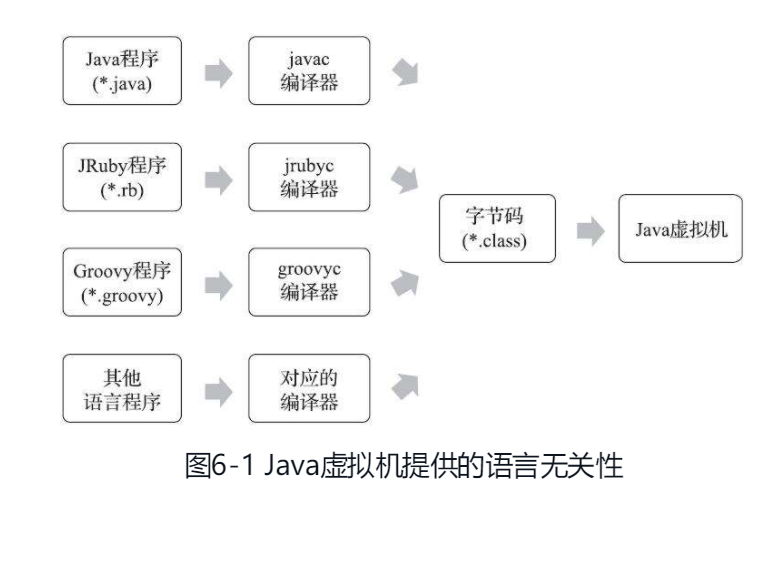 Java程序
(*.java)
javac
编译器
JRuby程序
(*.rb)
jrubyc
编译器
字节码
(*.class)
Java虚拟机
Groovy程序
(*.groovy)
groovyc
编译器
其他
语言程序
对应的
编译器
图6-1 Java虚拟机提供的语言无关性